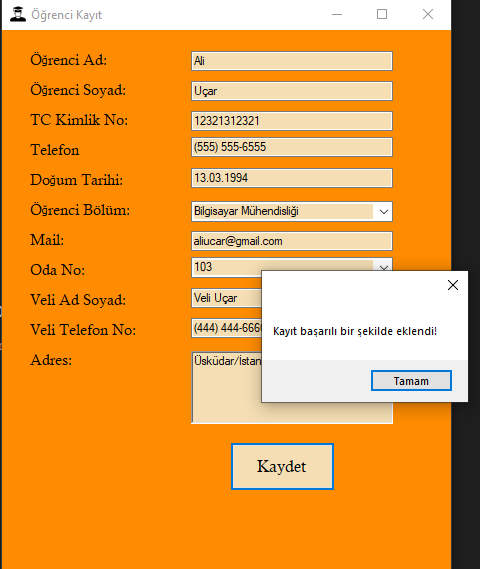 Öğrenci Kayıt
Öğrenci Ad: Ali
Öğrenci Soyad: Uçar
TC Kimlik No: 12321312321
Telefon (555) 555-6555
Doğum Tarihi: 13.03.1994
Öğrenci Bölüm: Bilgisayar Mühendisliği
Mail: aliucar@gmail.com
Oda No: 103
Veli Ad Soyad: Veli Uçar
Kayıt başarılı bir şekilde eklendi!
Veli Telefon No: (444) 444-666
Adres: Üsküdar/İstan
Tamam
Kaydet